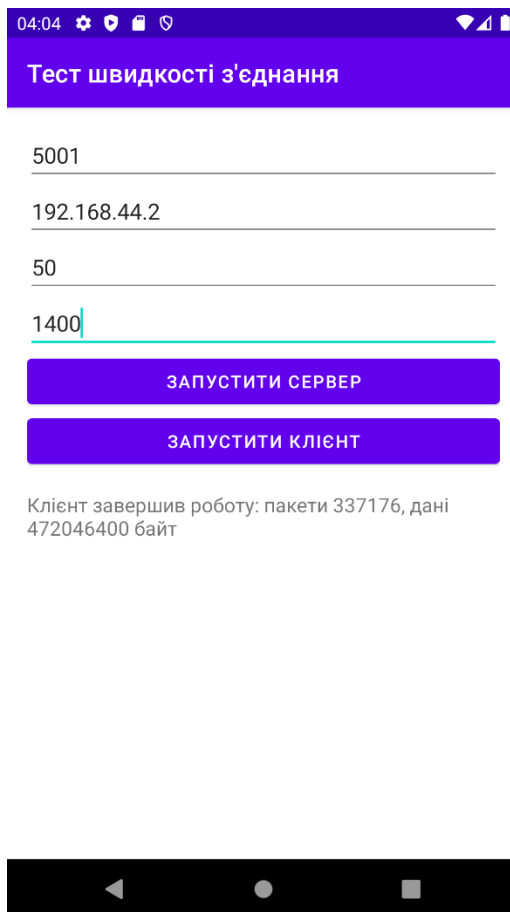 04:04
Тест швидкості з'єднання
5001
192.168.44.2
50
1400
ЗАПУСТИТИ СЕРВЕР
ЗАПУСТИТИ КЛІЄНТ
Клієнт завершив роботу: пакети 337176, дані
472046400 байт